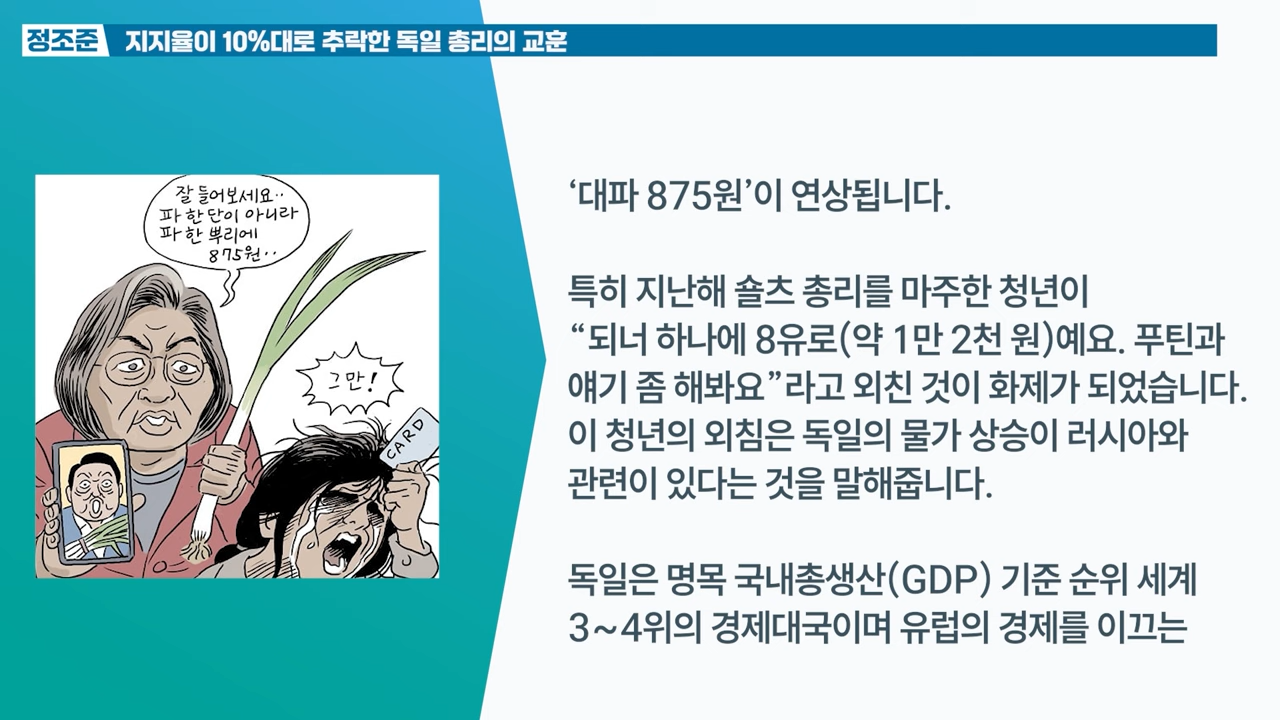 정조준 지지율이 10%대로 추락한 독일 총리의 교훈
잘 들어보세요..
파 한 단이 아니라
파 한 뿌리에
875원..
그만!
CARD
‘대파 875원’이 연상됩니다.
특히 지난해 숄츠 총리를 마주한 청년이
“되너 하나에 8유로(약 1만 2천 원)예요. 푸틴과
얘기 좀 해봐요”라고 외친 것이 화제가 되었습니다.
이 청년의 외침은 독일의 물가 상승이 러시아와
관련이 있다는 것을 말해줍니다.
독일은 명목 국내총생산(GDP) 기준 순위 세계
3~4위의 경제대국이며 유럽의 경제를 이끄는